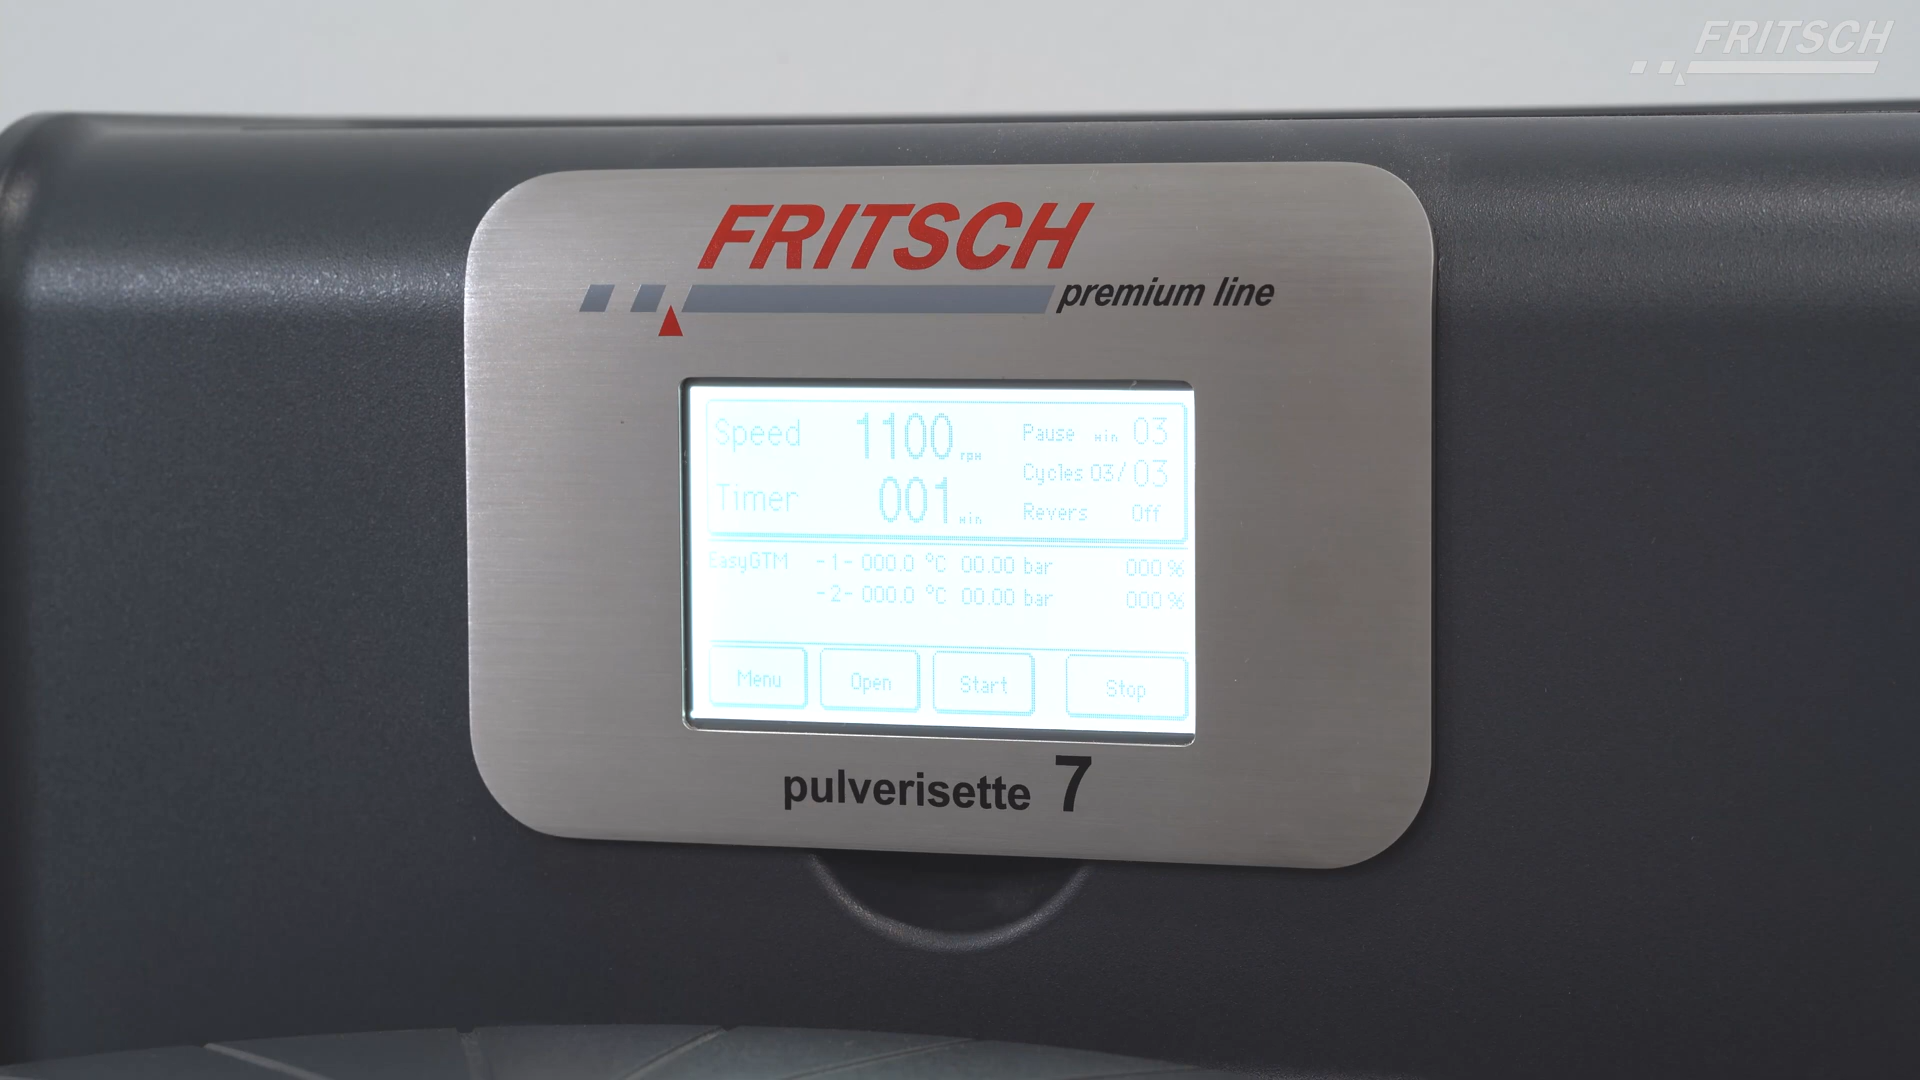 FRITSCH
FRITSCH
premium line
Speed 1100 rpm Pause min 03
Cycles 03/03
Timer 001 min Revers Off
EasyGTM -1- 000.0 °C 00.00 bar 000 %
-2- 000.0 °C 00.00 bar 000 %
Menu Open Start Stop
pulverisette 7